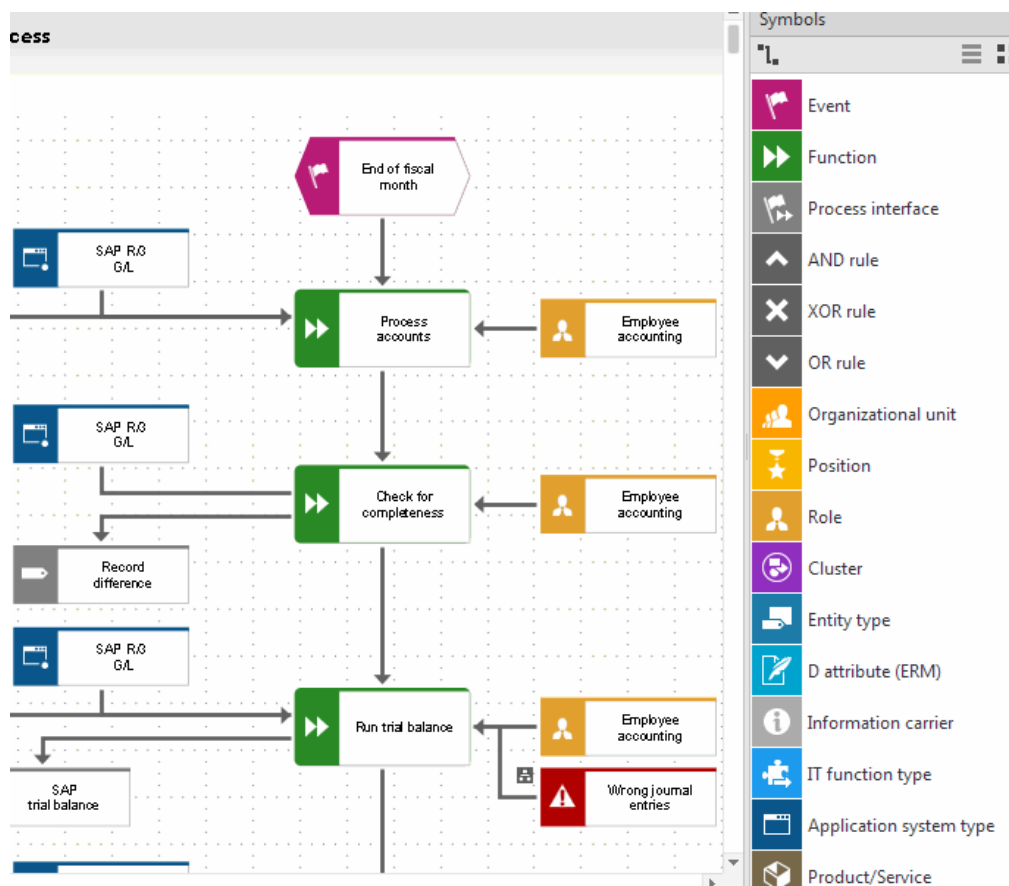 cess
Symbols
End of fiscal
month
SAP R/3
G/L
Process
accounts
Employee
accounting
SAP R/3
G/L
Check for
completeness
Employee
accounting
Record
difference
SAP R/3
G/L
Run trial balance
Employee
accounting
SAP
trial balance
Wrong journal
entries
Event
Function
Process interface
AND rule
XOR rule
OR rule
Organizational unit
Position
Role
Cluster
Entity type
D attribute (ERM)
Information carrier
IT function type
Application system type
Product/Service